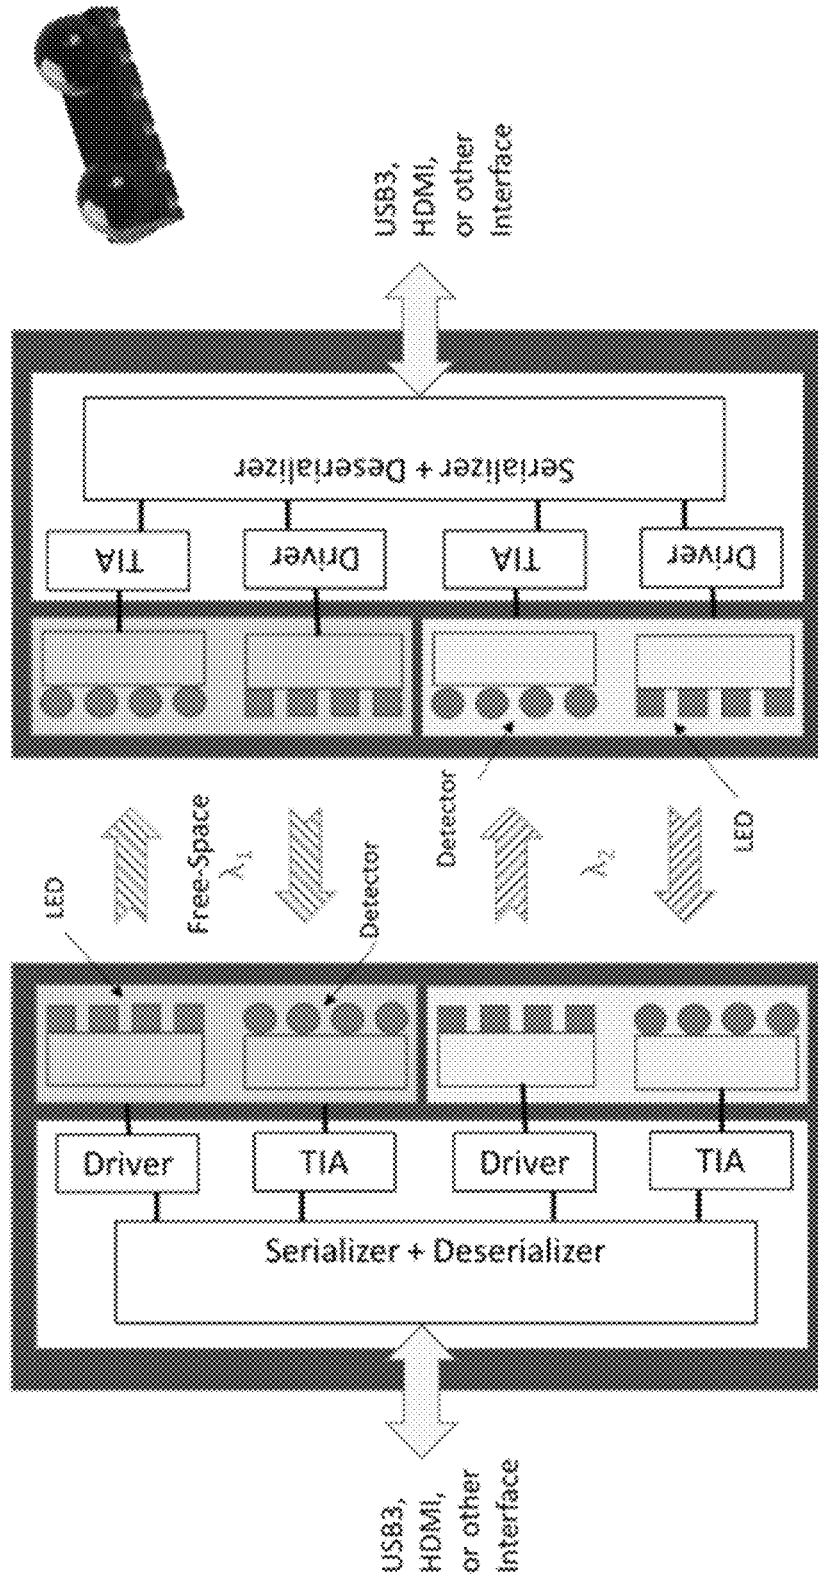 USB3,
HDMI,
or other
Interface
Serializer + Deserializer
TIA
Driver
TIA
Driver
Detector
LED
Free-Space
λ1
λ2
LED
Detector
Driver
TIA
Driver
TIA
Serializer + Deserializer
USB3,
HDMI,
or other
Interface